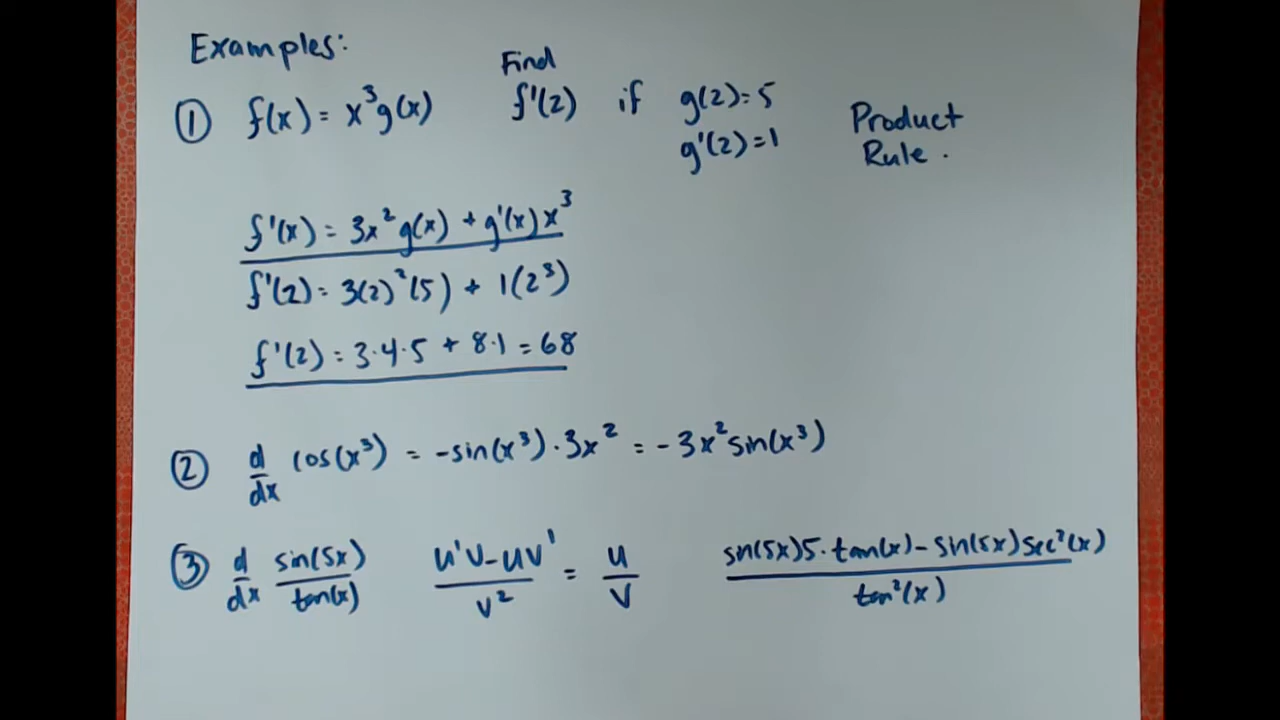 Examples:
① f(x) = x³g(x) Find f'(2) if g(2)=5
g'(2)=1
Product
Rule.
f'(x) = 3x²g(x) + g'(x)x³
f'(2) = 3(2)²(5) + 1(2³)
f'(2) = 3·4·5 + 8·1 = 68
② d/dx cos(x³) = -sin(x³)·3x² = -3x²sin(x³)
③ d/dx sin(5x)/tan(x) u'v-uv'/v² = u/v sn(5x)5·tan(x)-sin(5x)sec²(x)/tan²(x)